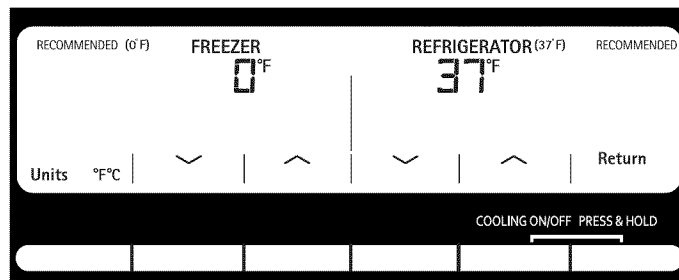 RECOMMENDED (0°F) FREEZER REFRIGERATOR (37°F) RECOMMENDED
0°F 37°F
Units °F°C Return
COOLING ON/OFF PRESS & HOLD